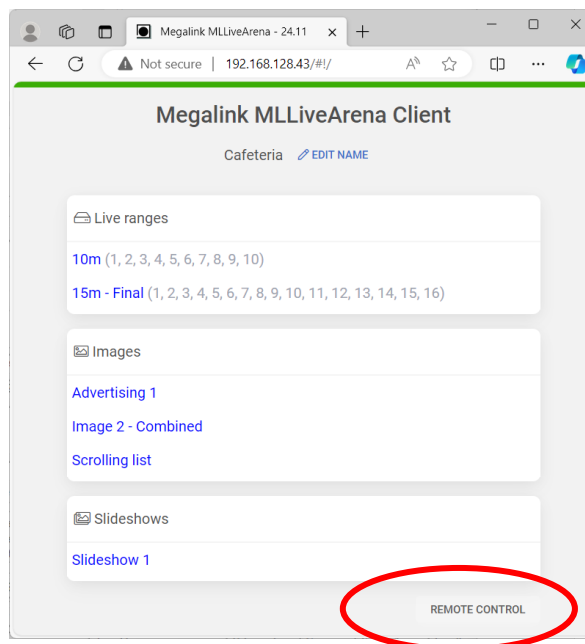 Megalink MLLiveArena - 24.11
Not secure | 192.168.128.43/#!/
Megalink MLLiveArena Client
Cafeteria EDIT NAME
Live ranges
10m (1, 2, 3, 4, 5, 6, 7, 8, 9, 10)
15m - Final (1, 2, 3, 4, 5, 6, 7, 8, 9, 10, 11, 12, 13, 14, 15, 16)
Images
Advertising 1
Image 2 - Combined
Scrolling list
Slideshows
Slideshow 1
REMOTE CONTROL